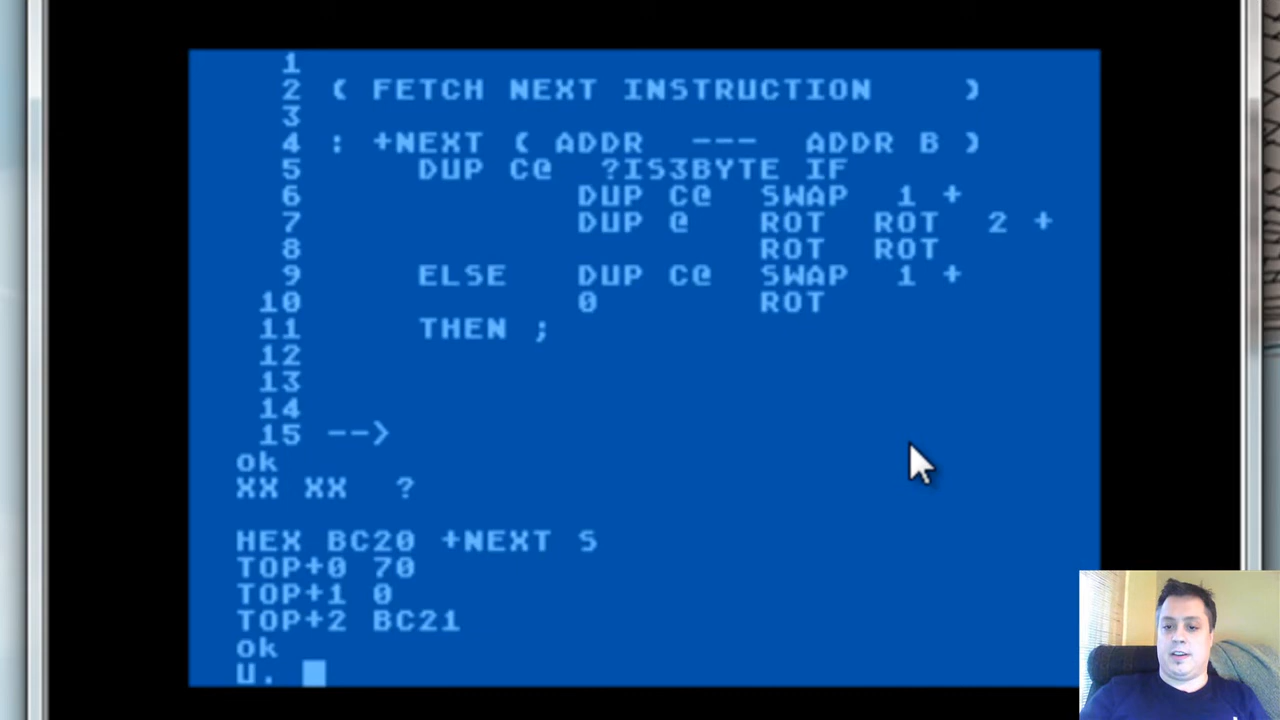 1
2 ( FETCH NEXT INSTRUCTION )
3
4 : +NEXT ( ADDR --- ADDR B )
5 DUP C@ ?IS3BYTE IF
6 DUP C@ SWAP 1 +
7 DUP @ ROT ROT 2 +
8 ROT ROT
9 ELSE DUP C@ SWAP 1 +
10 0 ROT
11 THEN ;
12
13
14
15 -->
ok
XX XX ?
HEX BC20 +NEXT S
TOP+0 70
TOP+1 0
TOP+2 BC21
ok
U.